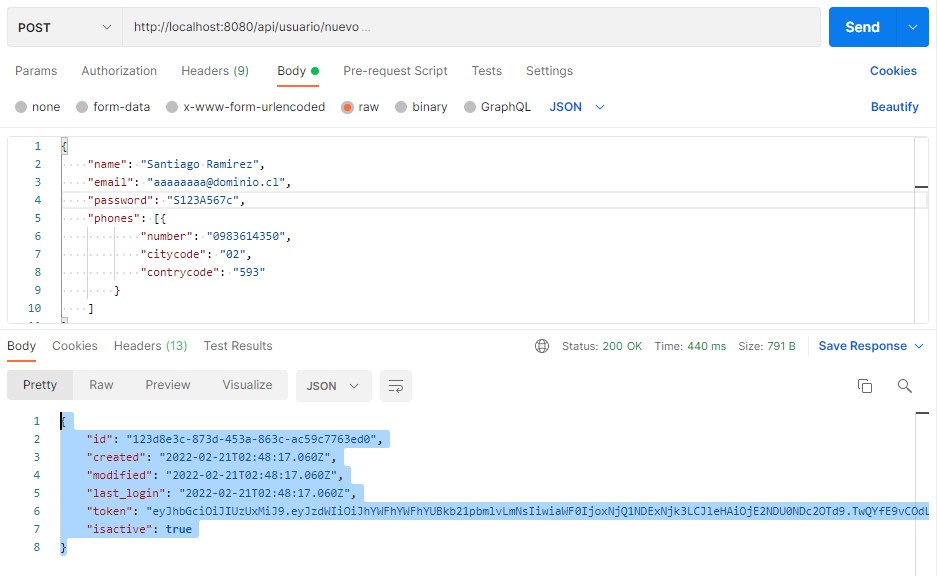 POST http://localhost:8080/api/usuario/nuevo ... Send
Params Authorization Headers (9) Body Pre-request Script Tests Settings Cookies
none form-data x-www-form-urlencoded raw binary GraphQL JSON Beautify
1 {
2 "name": "Santiago Ramirez",
3 "email": "aaaaaaaa@dominio.cl",
4 "password": "S123A567c",
5 "phones": [{
6 "number": "0983614350",
7 "citycode": "02",
8 "contrycode": "593"
9 }
10 ]
Body Cookies Headers (13) Test Results Status: 200 OK Time: 440 ms Size: 791 B Save Response
Pretty Raw Preview Visualize JSON
1 {
2 "id": "123d8e3c-873d-453a-863c-ac59c7763ed0",
3 "created": "2022-02-21T02:48:17.060Z",
4 "modified": "2022-02-21T02:48:17.060Z",
5 "last_login": "2022-02-21T02:48:17.060Z",
6 "token": "eyJhbGciOiJIUzUxMiJ9.eyJzdWIiOiJhYWFhYWFhYUBkb21pbmlvLmNsIiwiaWF0IjoxNjQ1NDExNjk3LCJleHAiOjE2NDU0NDc2OTd9.TwQYfE9vCOdL
7 "isactive": true
8 }